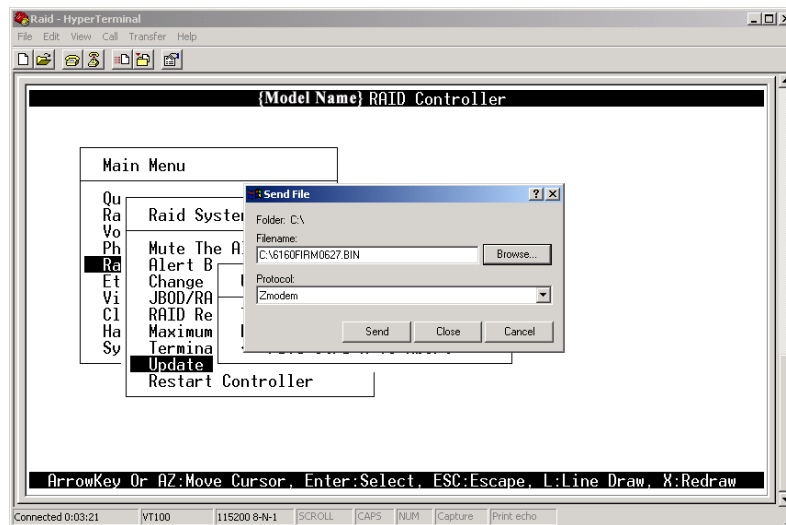 Raid - HyperTerminal
File Edit View Call Transfer Help
{Model Name} RAID Controller
Main Menu
Qu
Ra
Vo
Ph
Ra
Et
Vi
Cl
Ha
Sy
Raid System
Mute The Al
Alert B
Change
JBOD/RA
RAID Re
Maximum
Termina
Update
Restart Controller
Send File
Folder: C:\
Filename:
C:\6160FIRM0627.BIN
Browse...
Protocol:
Zmodem
Send Close Cancel
ArrowKey Or AZ:Move Cursor, Enter:Select, ESC:Escape, L:Line Draw, X:Redraw
Connected 0:03:21 VT100 115200 8-N-1 SCROLL CAPS NUM Capture Print echo